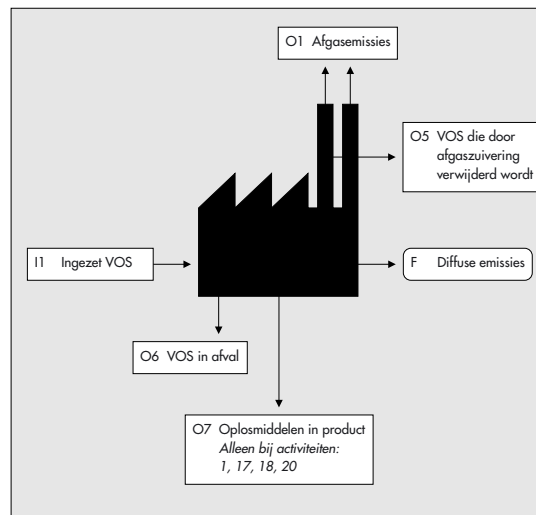 O1 Afgasemissies
O5 VOS die door
afgaszuivering
verwijderd wordt
I1 Ingezet VOS
F Diffuse emissies
O6 VOS in afval
O7 Oplosmiddelen in product
Alleen bij activiteiten:
1, 17, 18, 20